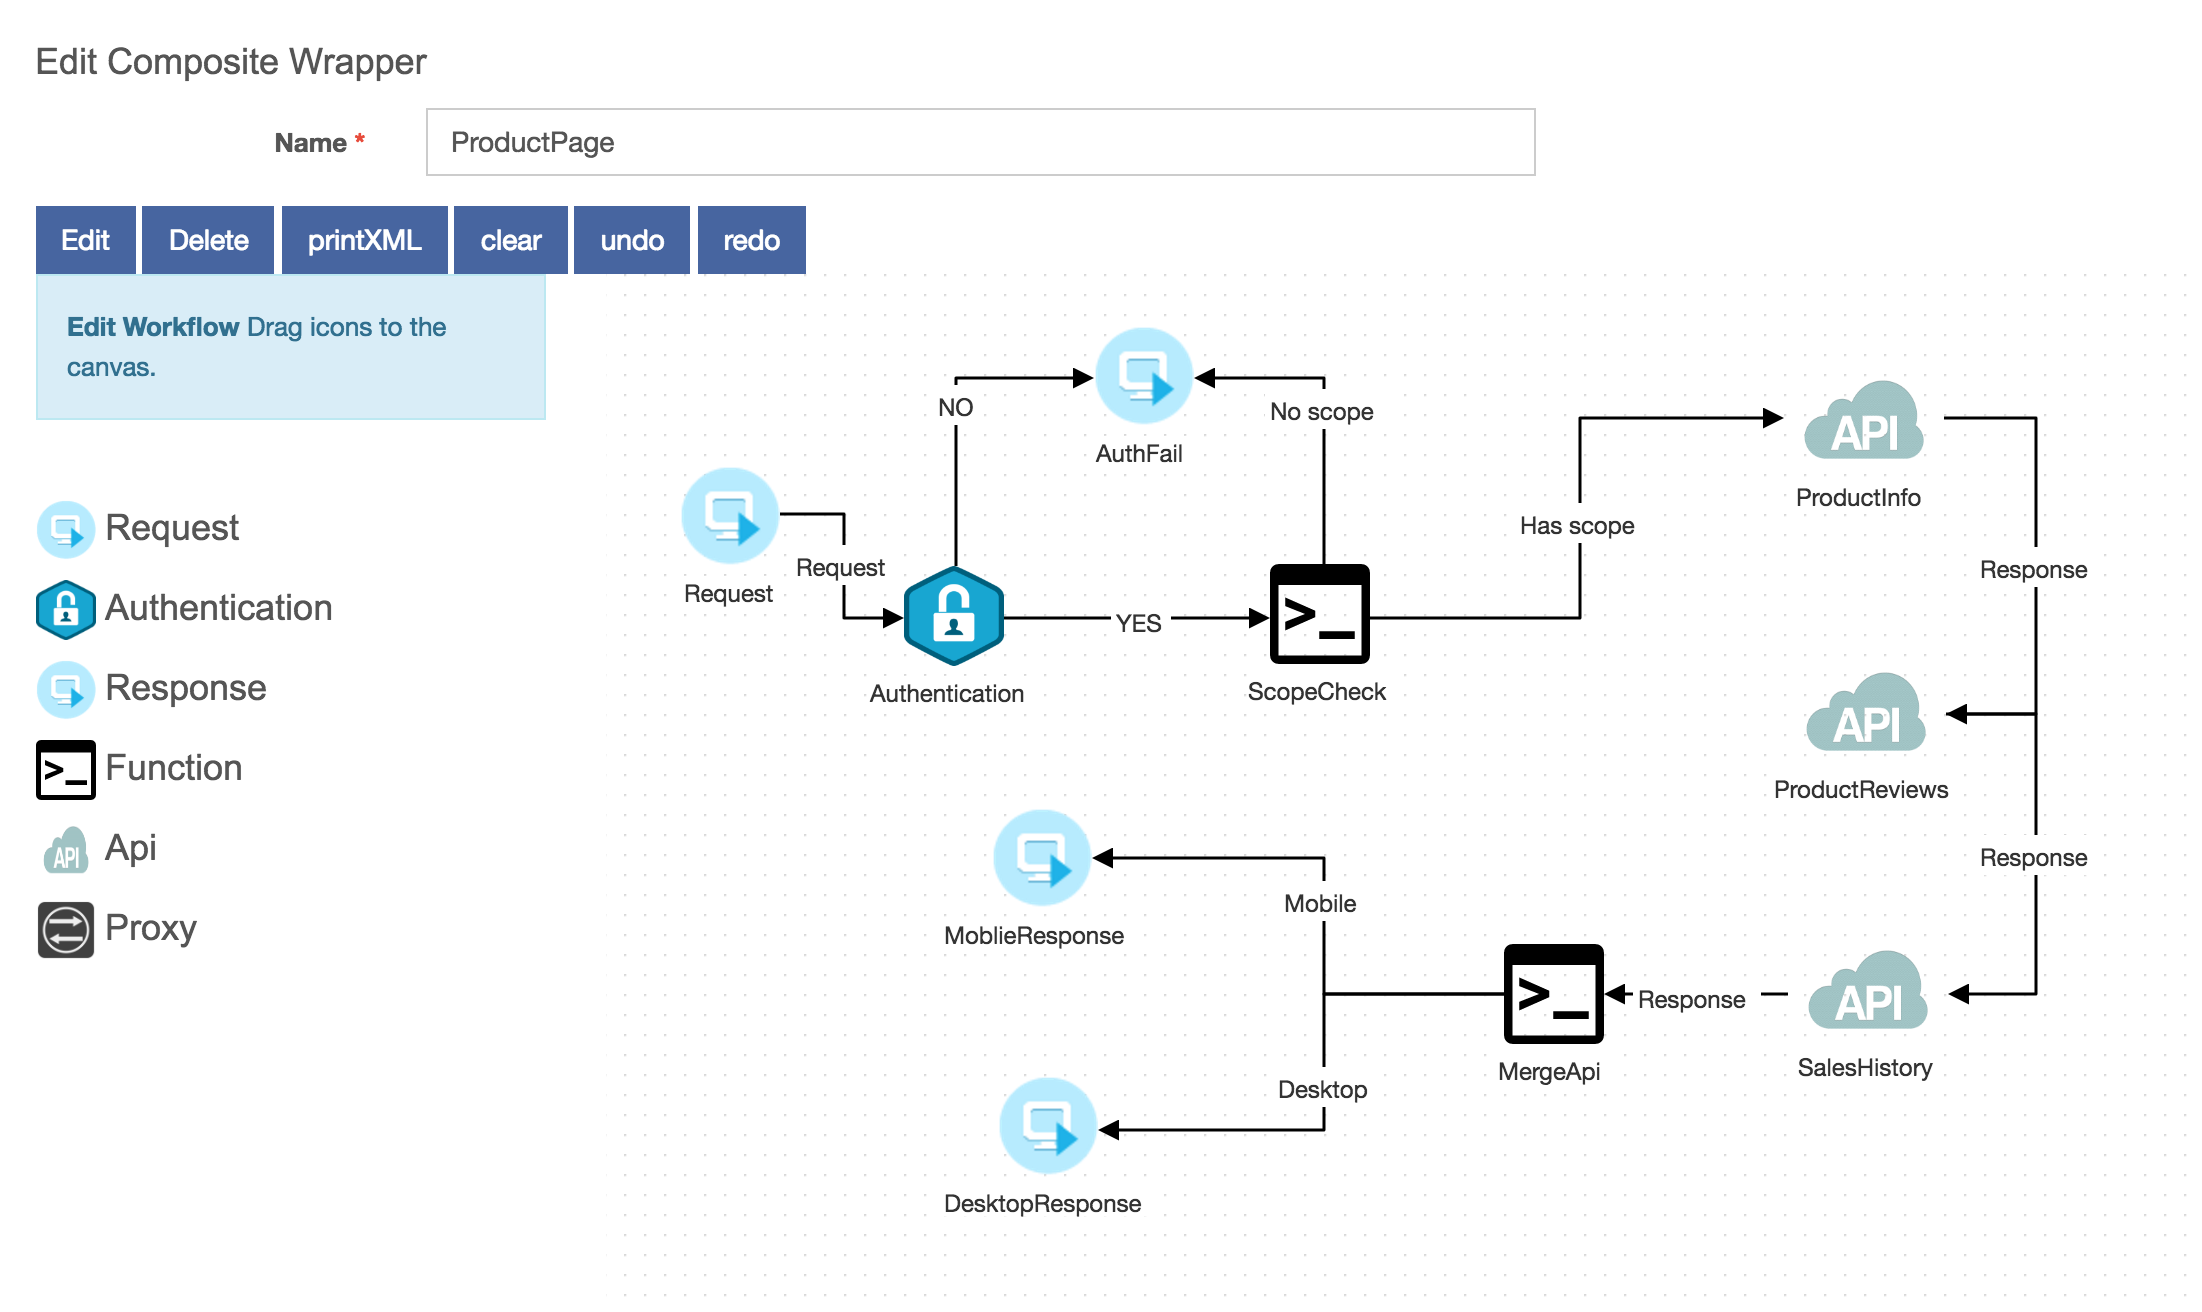 Edit Composite Wrapper
Name *
ProductPage
Edit
Delete
printXML
clear
undo
redo
Edit Workflow Drag icons to the
canvas.
Request
Authentication
Response
>_ Function
API Api
Proxy
NO
AuthFail
No scope
Request
Request
Authentication
YES
>_
ScopeCheck
Has scope
API
ProductInfo
Response
API
ProductReviews
Response
MoblieResponse
Mobile
>_
MergeApi
Response
API
SalesHistory
Desktop
DesktopResponse